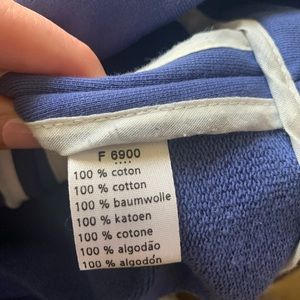 F 6900
100 % coton
100 % cotton
100 % baumwolle
100 % katoen
100 % cotone
100 % algodão
100 % algodón